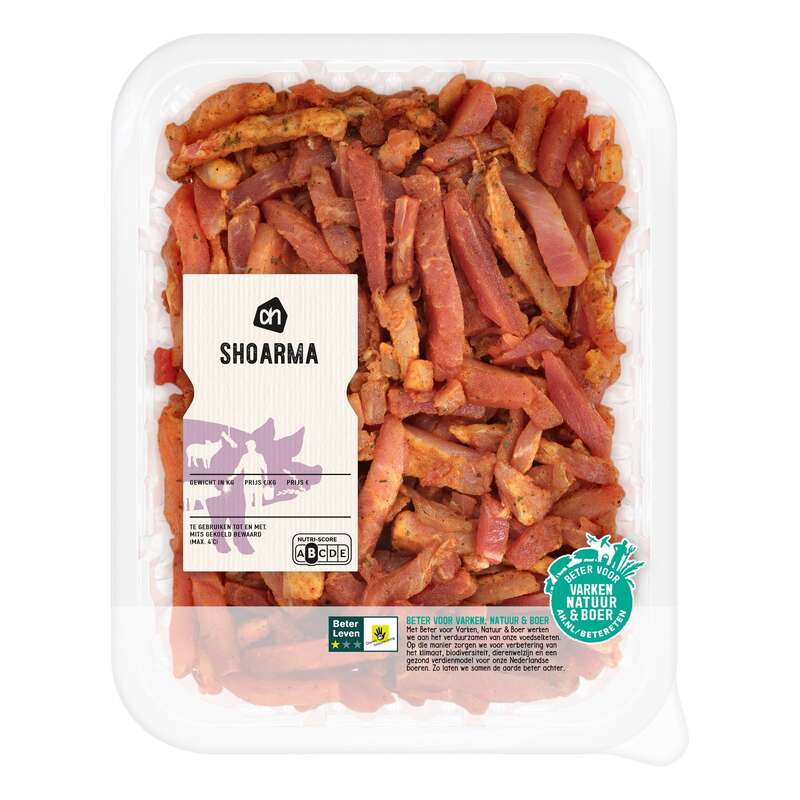 ah
SHOARMA
GEWICHT IN KG PRIJS €/KG PRIJS €
TE GEBRUIKEN TOT EN MET:
MITS GEKOELD BEWAARD
(MAX. 4°C)
NUTRI-SCORE
A B C D E
Beter
Leven
BETER VOOR VARKEN, NATUUR & BOER
Met Beter voor Varken, Natuur & Boer werken
we aan het verduurzamen van onze voedselketen.
Op die manier zorgen we voor verbetering van
het klimaat, biodiversiteit, dierenwelzijn en een
gezond verdienmodel voor onze Nederlandse
boeren. Zo laten we samen de aarde beter achter.
BETER VOOR
VARKEN
NATUUR
& BOER
AH.NL/BETERETEN